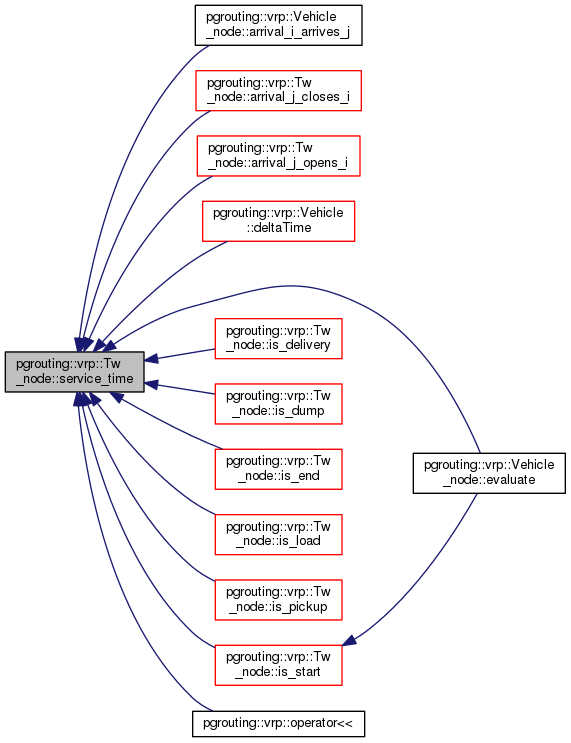 pgrouting::vrp::Vehicle
_node::arrival_i_arrives_j
pgrouting::vrp::Tw
_node::arrival_j_closes_i
pgrouting::vrp::Tw
_node::arrival_j_opens_i
pgrouting::vrp::Vehicle
::deltaTime
pgrouting::vrp::Tw
_node::service_time
pgrouting::vrp::Tw
_node::is_delivery
pgrouting::vrp::Tw
_node::is_dump
pgrouting::vrp::Tw
_node::is_end
pgrouting::vrp::Vehicle
_node::evaluate
pgrouting::vrp::Tw
_node::is_load
pgrouting::vrp::Tw
_node::is_pickup
pgrouting::vrp::Tw
_node::is_start
pgrouting::vrp::operator<<